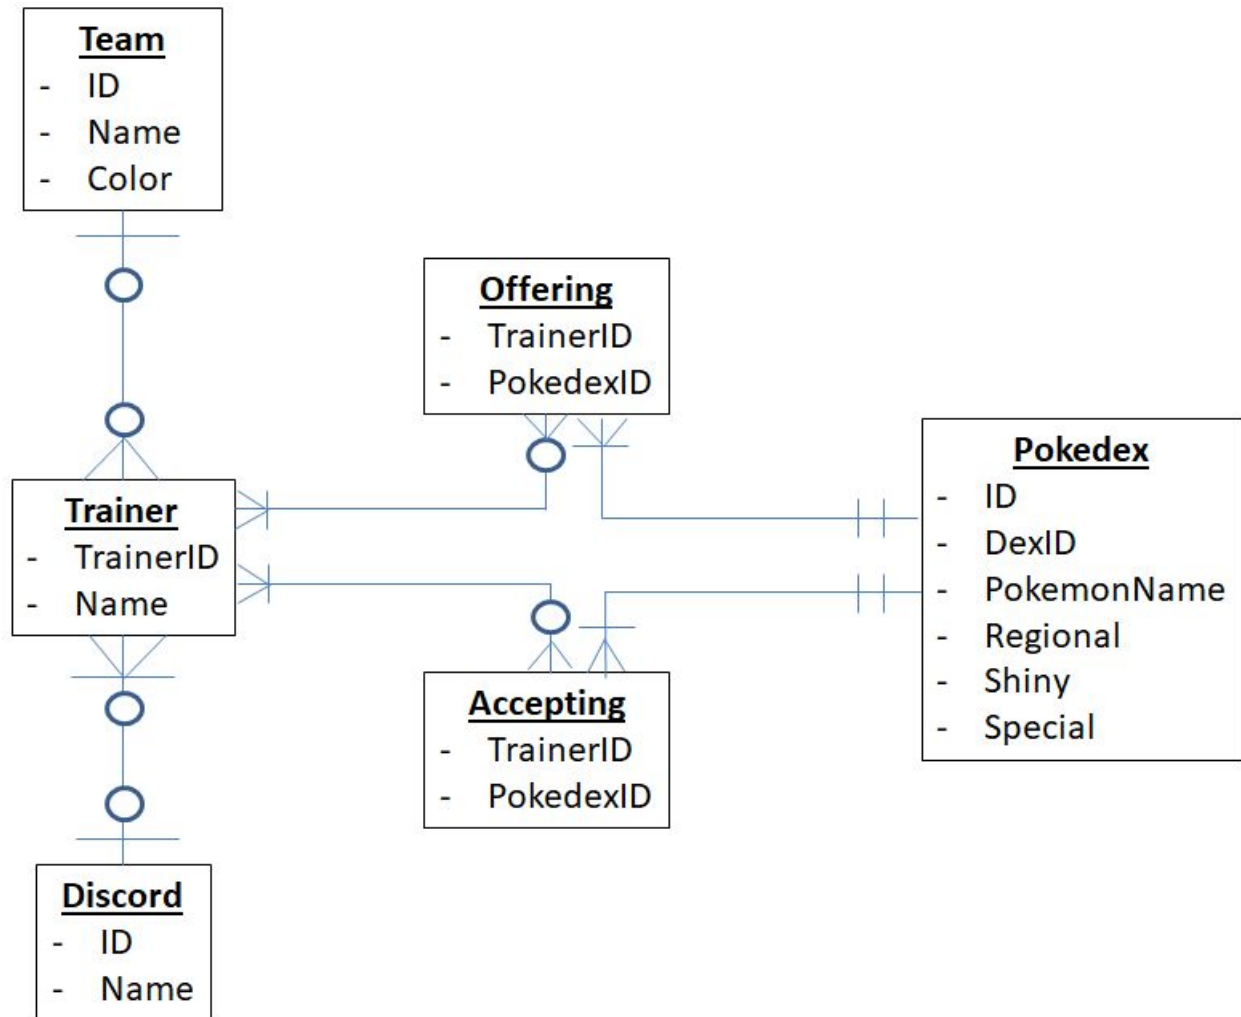 Team
- ID
- Name
- Color
Offering
- TrainerID
- PokedexID
Pokedex
- ID
- DexID
- PokemonName
- Regional
- Shiny
- Special
Trainer
- TrainerID
- Name
Accepting
- TrainerID
- PokedexID
Discord
- ID
- Name